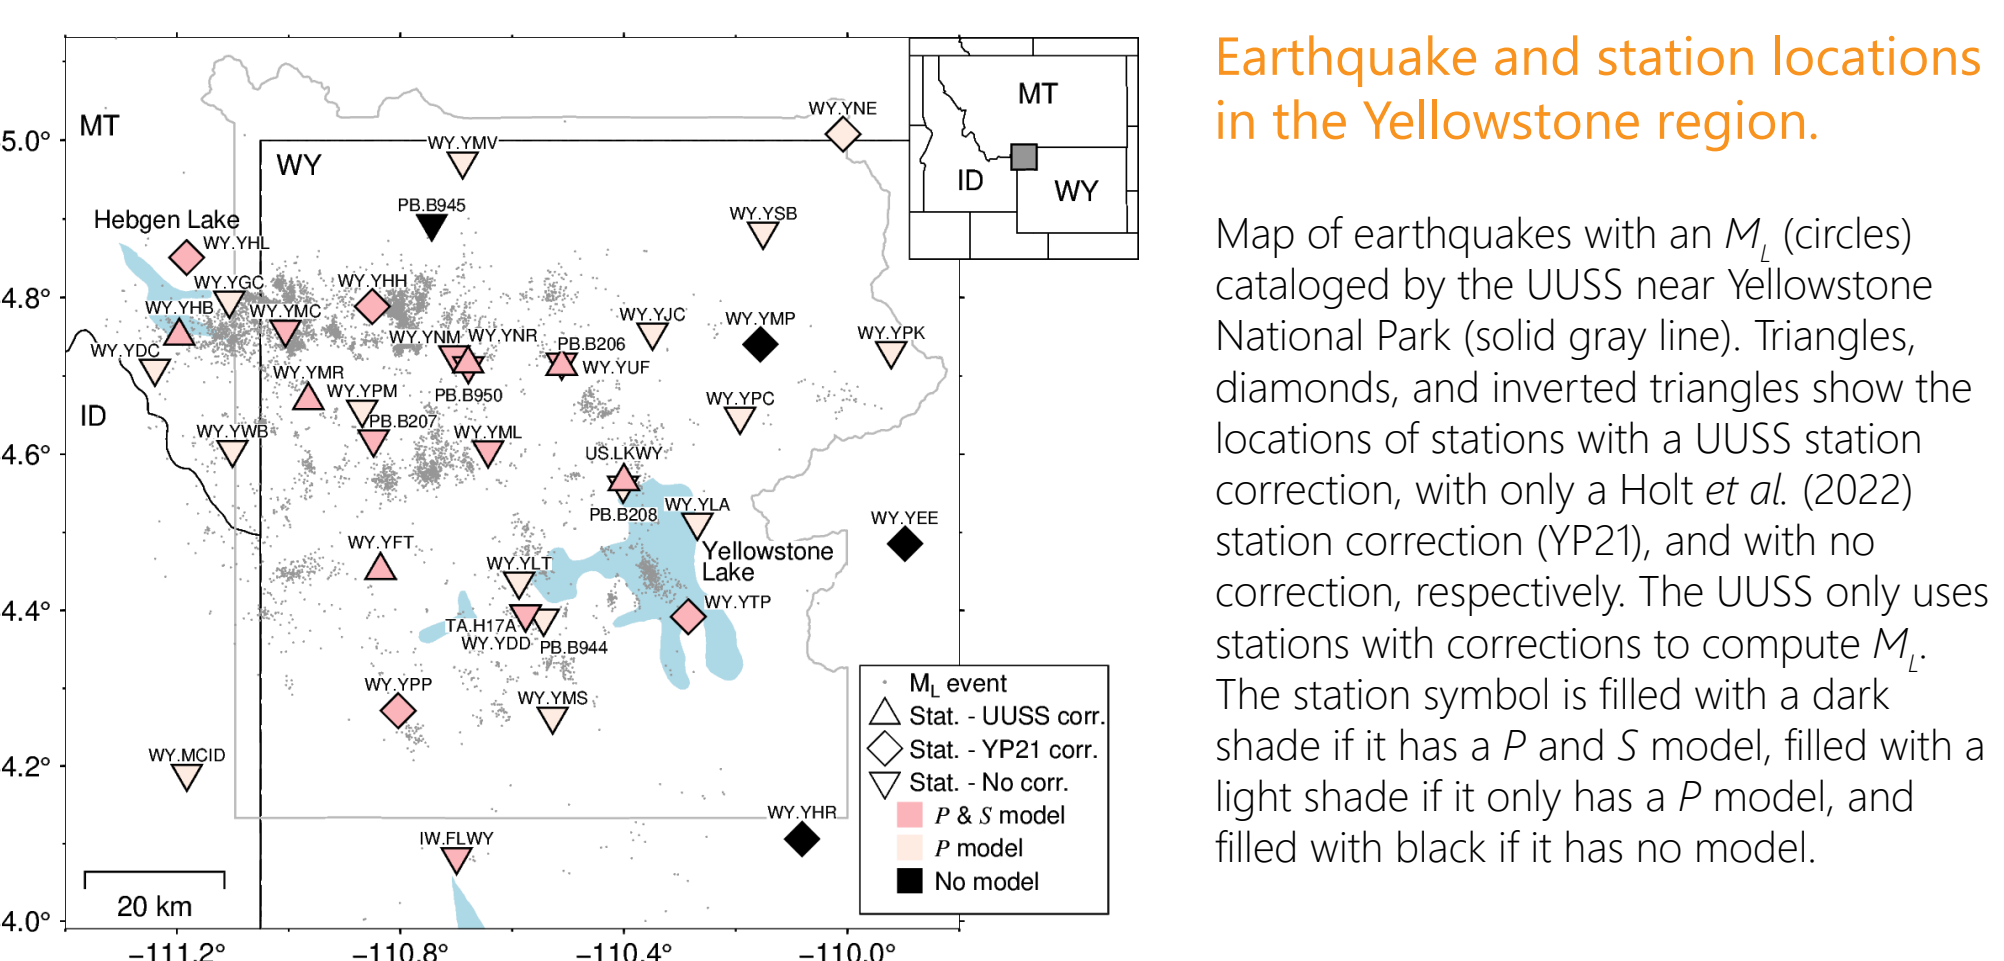 MT
WY.YNE
MT
5.0°
WY.YMV
WY
ID
WY
PB.B945
WY.YSB
Hebgen Lake
WY.YHL
WY.YGC
WY.YHH
4.8°
WY.YHB
WY.YMC
WY.YJC
WY.YMP
WY.YPK
WY.YNM
WY.YNR
PB.B206
WY.YDC
WY.YUF
WY.YMR
WY.YPM
PB.B950
WY.YPC
ID
PB.B207
WY.YWB
WY.YML
4.6°
US.LKWY
WY.YLA
PB.B208
WY.YEE
WY.YFT
Yellowstone
Lake
WY.YLT
4.4°
WY.YTP
TA.H17A
WY.YDD
PB.B944
WY.YPP
WY.YMS
4.2°
WY.MCID
WY.YHR
IW.FLWY
20 km
4.0°
−111.2°
−110.8°
−110.4°
−110.0°
ML event
Stat. - UUSS corr.
Stat. - YP21 corr.
Stat. - No corr.
P & S model
P model
No model
Earthquake and station locations
in the Yellowstone region.
Map of earthquakes with an ML (circles)
cataloged by the UUSS near Yellowstone
National Park (solid gray line). Triangles,
diamonds, and inverted triangles show the
locations of stations with a UUSS station
correction, with only a Holt et al. (2022)
station correction (YP21), and with no
correction, respectively. The UUSS only uses
stations with corrections to compute ML.
The station symbol is filled with a dark
shade if it has a P and S model, filled with a
light shade if it only has a P model, and
filled with black if it has no model.